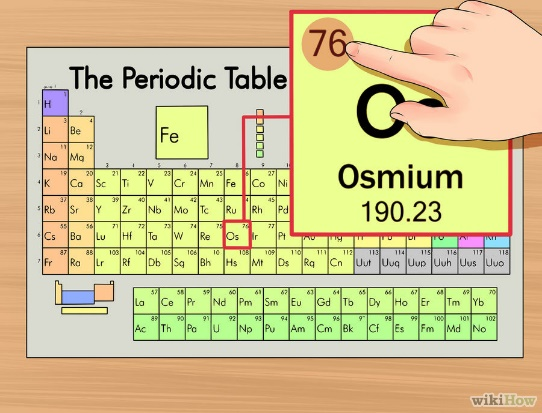 The Periodic Table
76
Os
Osmium
190.23
H
Fe
Li Be
Na Mg
K Ca Sc Ti V Cr Mn Fe Co
Rb Sr Y Zr Nb Mo Tc Ru Rh Pd
Cs Ba Lu Hf Ta W Re Os
Fr Ra Lr Rf Db Sg Bh Hs Mt Ds Rg Cn Uut Uuq Uup Uuh Uus Uuo
La Ce Pr Nd Pm Sm Eu Gd Tb Dy Ho Er Tm Yb
Ac Th Pa U Np Pu Am Cm Bk Cf Es Fm Md No
wikiHow